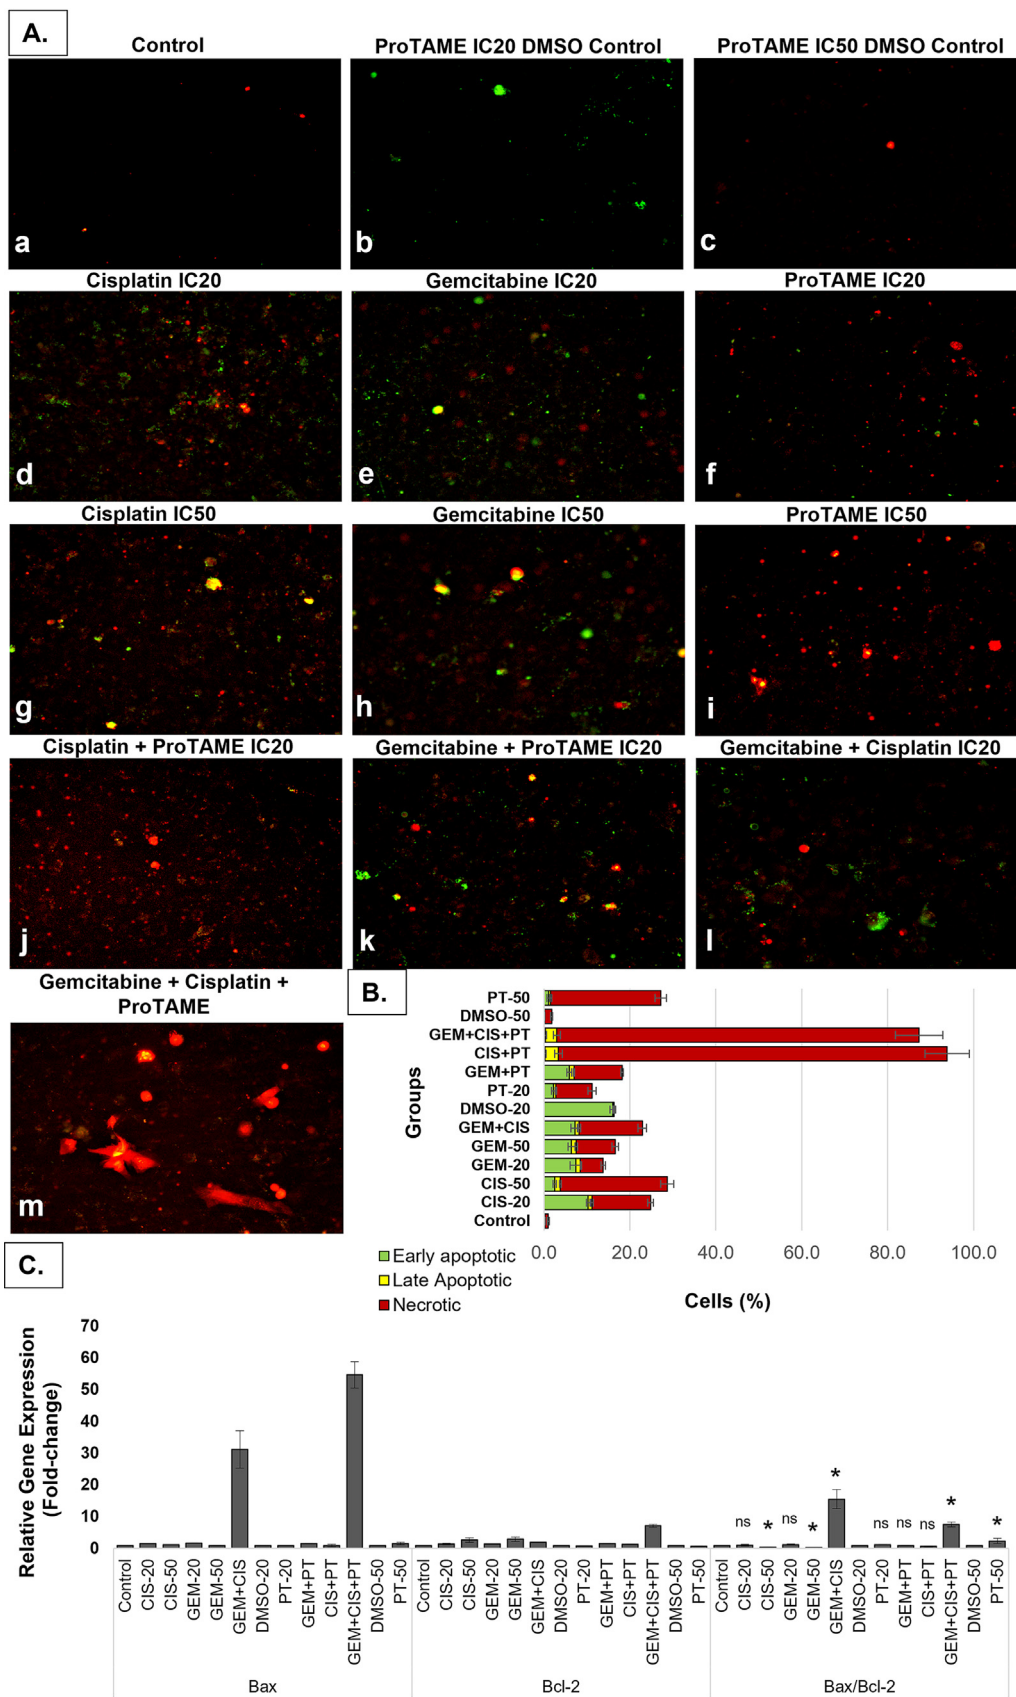 A.
Control
ProTAME IC20 DMSO Control
ProTAME IC50 DMSO Control
a
b
c
Cisplatin IC20
Gemcitabine IC20
ProTAME IC20
d
e
f
Cisplatin IC50
Gemcitabine IC50
ProTAME IC50
g
h
i
Cisplatin + ProTAME IC20
Gemcitabine + ProTAME IC20
Gemcitabine + Cisplatin IC20
j
k
l
Gemcitabine + Cisplatin +
ProTAME
m
B.
Groups
PT-50
DMSO-50
GEM+CIS+PT
CIS+PT
GEM+PT
PT-20
DMSO-20
GEM+CIS
GEM-50
GEM-20
CIS-50
CIS-20
Control
0.0 20.0 40.0 60.0 80.0 100.0
Cells (%)
Early apoptotic
Late Apoptotic
Necrotic
C.
Relative Gene Expression
(Fold-change)
70
60
50
40
30
20
10
0
ns * ns * * ns ns ns * *
Control CIS-20 CIS-50 GEM-20 GEM-50 GEM+CIS DMSO-20 PT-20 GEM+PT CIS+PT GEM+CIS+PT DMSO-50 PT-50
Control CIS-20 CIS-50 GEM-20 GEM-50 GEM+CIS DMSO-20 PT-20 GEM+PT CIS+PT GEM+CIS+PT DMSO-50 PT-50
Control CIS-20 CIS-50 GEM-20 GEM-50 GEM+CIS DMSO-20 PT-20 GEM+PT CIS+PT GEM+CIS+PT DMSO-50 PT-50
Bax
Bcl-2
Bax/Bcl-2